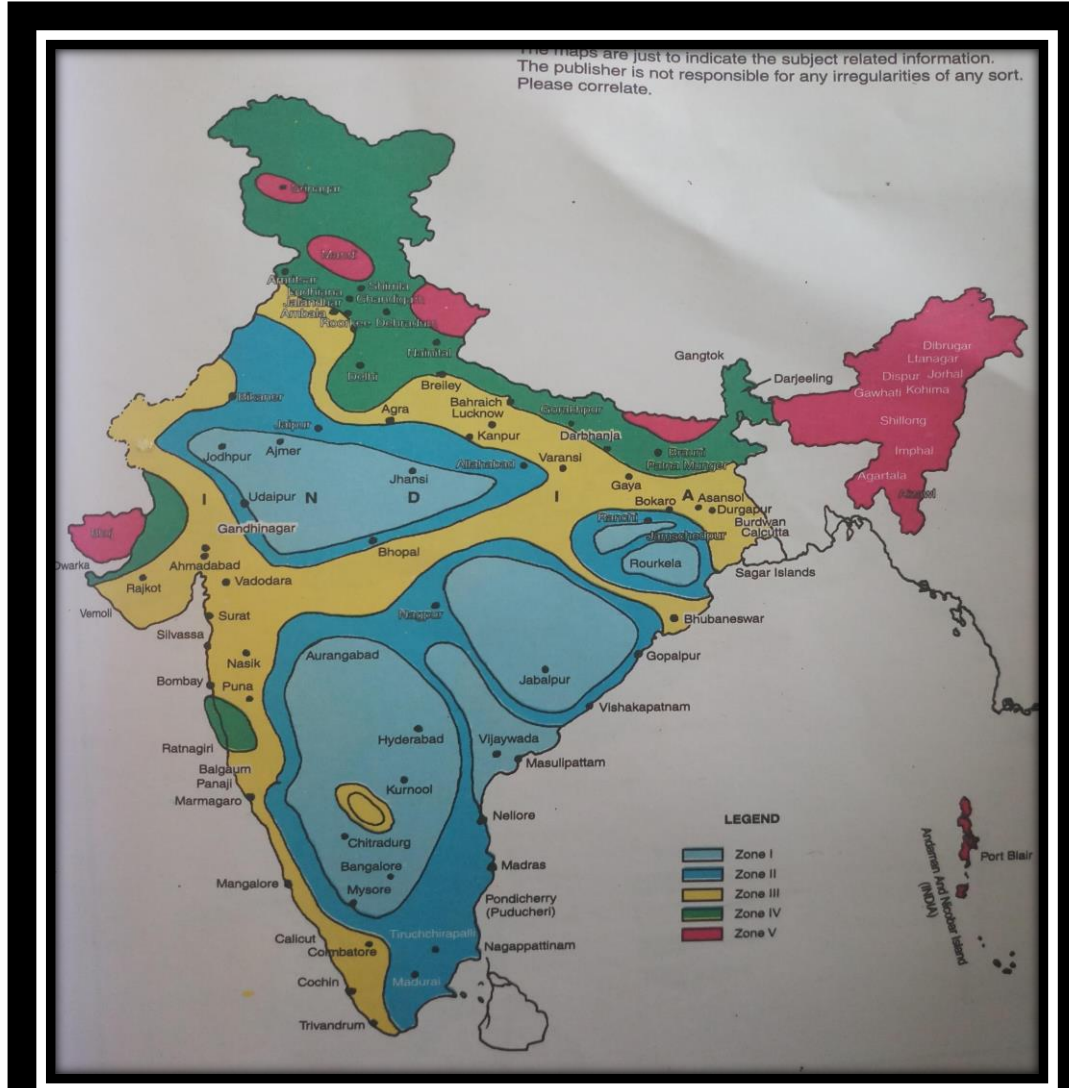 The maps are just to indicate the subject related information.
The publisher is not responsible for any irregularities of any sort.
Please correlate.
Srinagar
Amritsar
Ludhiana
Shimla
Jalandhar
Chandigarh
Ambala
Roorkee Dehradun
Nainital
Delhi
Breiley
Gangtok
Darjeeling
Dibrugar
Llanagar
Dispur Jorhal
Gawhati Kohima
Shillong
Imphal
Agartala
Bikaner
Agra
Bahraich
Lucknow
Gorakhpur
Jaipur
Kanpur
Darbhanja
Jodhpur
Ajmer
Allahabad
Varansi
Brauni
Patna Munger
Jhansi
Gaya
I N D I A
Udaipur
Bokaro
Asansol
Durgapur
Gandhinagar
Ranchi
Burdwan
Calcutta
Bhuj
Jamashedpur
Bhopal
Rourkela
Dwarka
Ahmadabad
Sagar Islands
Rajkot
Vadodara
Vemoli
Surat
Nagpur
Bhubaneswar
Silvassa
Nasik
Aurangabad
Gopalpur
Bombay
Puna
Jabalpur
Vishakapatnam
Ratnagiri
Hyderabad
Vijaywada
Masulipattam
Balgaum
Panaji
Marmagaro
Kurnool
Nellore
Chitradurg
Bangalore
Madras
Mangalore
Mysore
Pondicherry
(Puducheri)
Calicut
Tiruchchirapalli
Coimbatore
Nagappattinam
Cochin
Madurai
Trivandrum
LEGEND
Zone I
Zone II
Zone III
Zone IV
Zone V
Port Blair
Andaman And Nicobar Island
(INDIA)